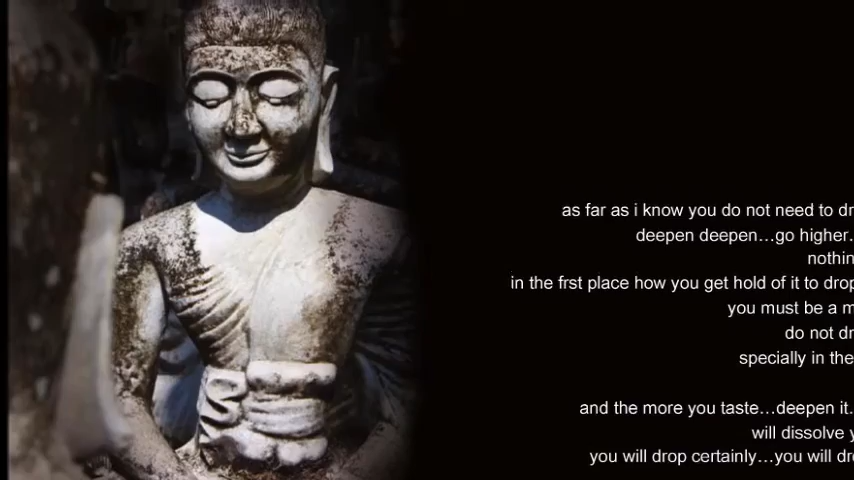 as far as i know you do not need to
deepen deepen...go higher..
in the frst place how you get hold of it to drop
you must be a
do not
specially in the
and the more you taste...deepen it..
will dissolve
you will drop certainly...you will